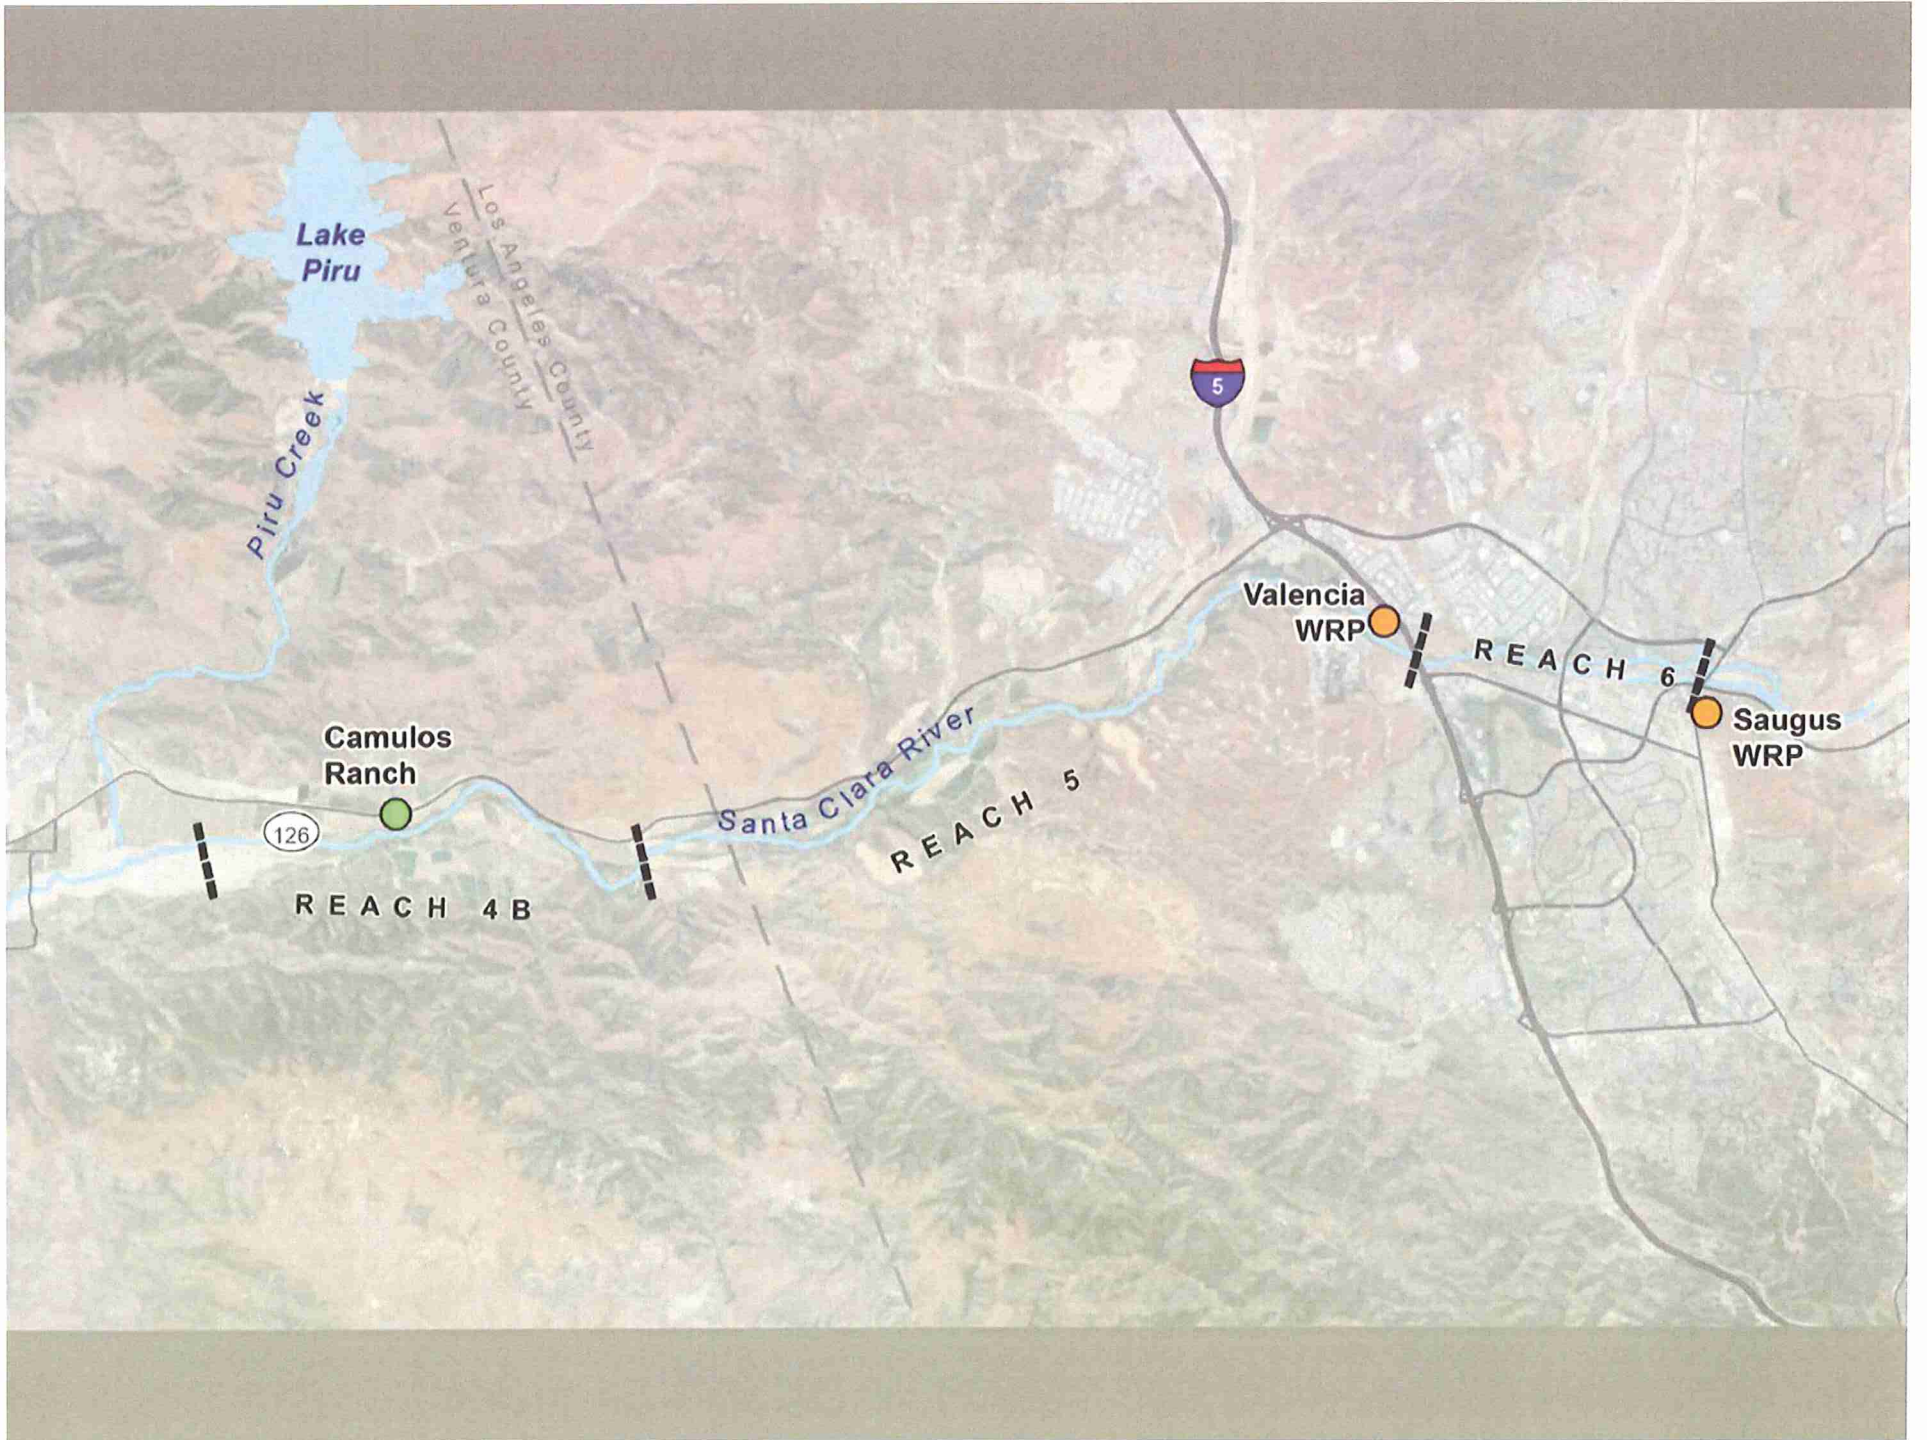 Lake
Piru
Los Angeles County
Ventura County
Piru Creek
5
Valencia
WRP
REACH 6
Saugus
WRP
Camulos
Ranch
126
Santa Clara River
REACH 5
REACH 4B